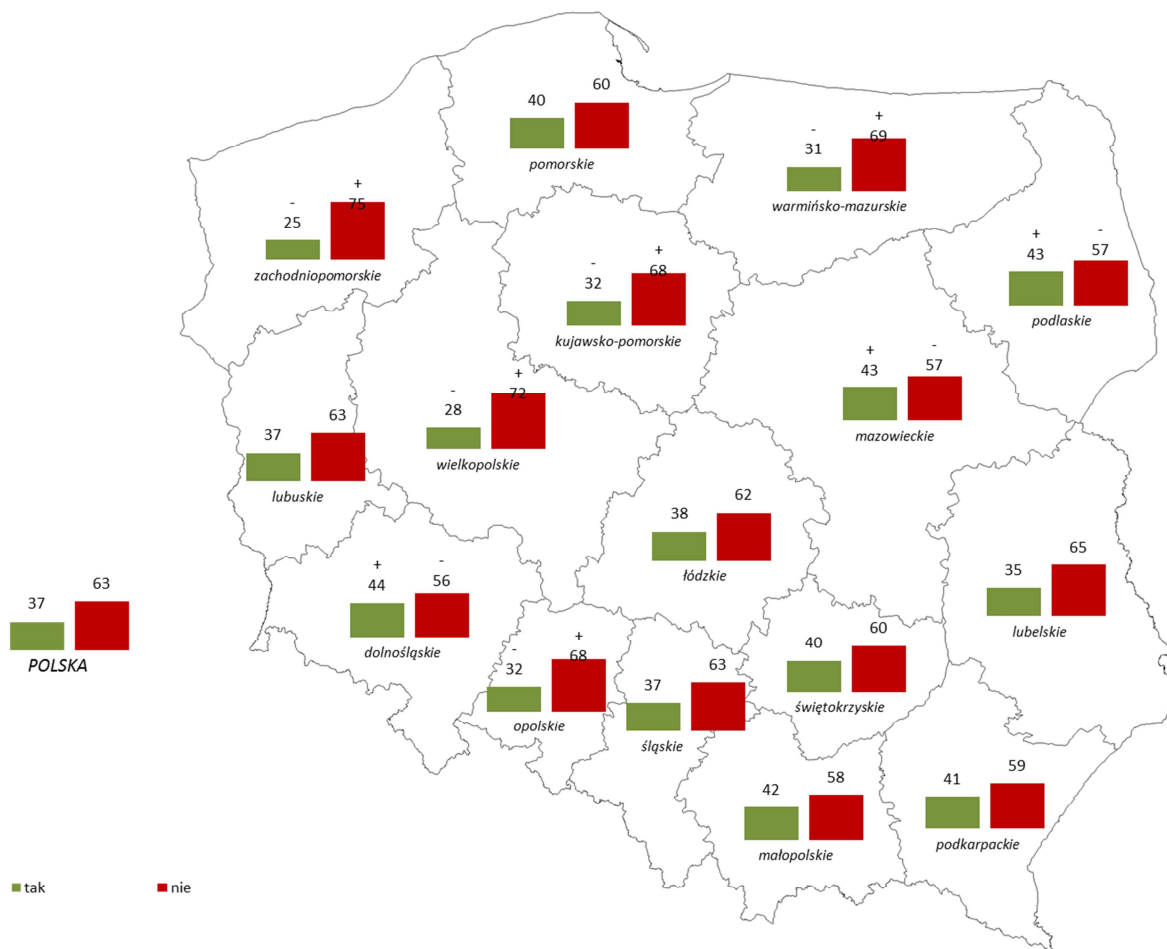 60
40
pomorskie
+
-
69
31
warmińsko-mazurskie
+
-
75
25
zachodniopomorskie
+
-
68
32
kujawsko-pomorskie
+ -
43 57
podlaskie
+ -
43 57
mazowieckie
+
-
72
28
wielkopolskie
63
37
lubuskie
62
38
łódzkie
65
35
lubelskie
+ -
44 56
dolnośląskie
37 63
POLSKA
+
-
68
32
opolskie
63
37
śląskie
60
40
świętokrzyskie
58
42
małopolskie
59
41
podkarpackie
tak nie